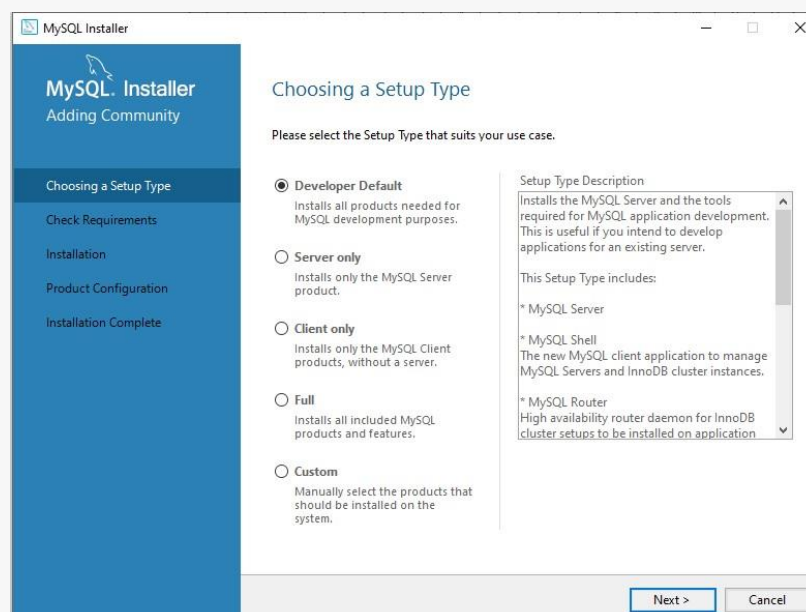 MySQL Installer
MySQL. Installer
Adding Community
Choosing a Setup Type
Check Requirements
Installation
Product Configuration
Installation Complete
Choosing a Setup Type
Please select the Setup Type that suits your use case.
Developer Default
Installs all products needed for
MySQL development purposes.
Server only
Installs only the MySQL Server
product.
Client only
Installs only the MySQL Client
products, without a server.
Full
Installs all included MySQL
products and features.
Custom
Manually select the products that
should be installed on the
system.
Setup Type Description
Installs the MySQL Server and the tools
required for MySQL application development.
This is useful if you intend to develop
applications for an existing server.
This Setup Type includes:
* MySQL Server
* MySQL Shell
The new MySQL client application to manage
MySQL Servers and InnoDB cluster instances.
* MySQL Router
High availability router daemon for InnoDB
cluster setups to be installed on application
Next >
Cancel